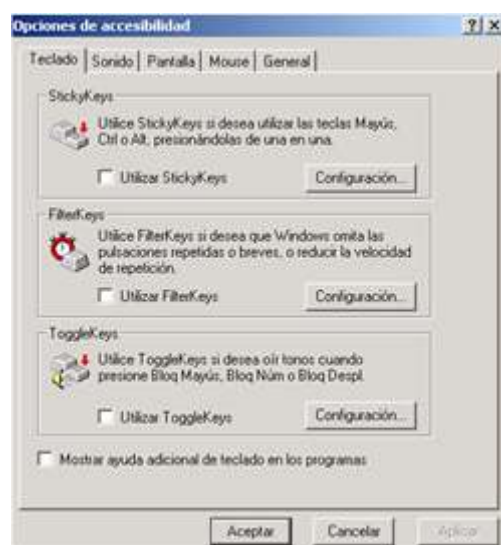 Opciones de accesibilidad
Teclado Sonido Pantalla Mouse General
StickyKeys
Utilice StickyKeys si desea utilizar las teclas Mayús,
Ctrl o Alt, presionándolas de una en una.
Utilizar StickyKeys Configuración...
FilterKeys
Utilice FilterKeys si desea que Windows omita las
pulsaciones repetidas o breves, o reducir la velocidad
de repetición.
Utilizar FilterKeys Configuración...
ToggleKeys
Utilice ToggleKeys si desea oír tonos cuando
presione Bloq Mayús, Bloq Núm o Bloq Despl.
Utilizar ToggleKeys Configuración...
Mostrar ayuda adicional de teclado en los programas
Aceptar Cancelar Aplicar